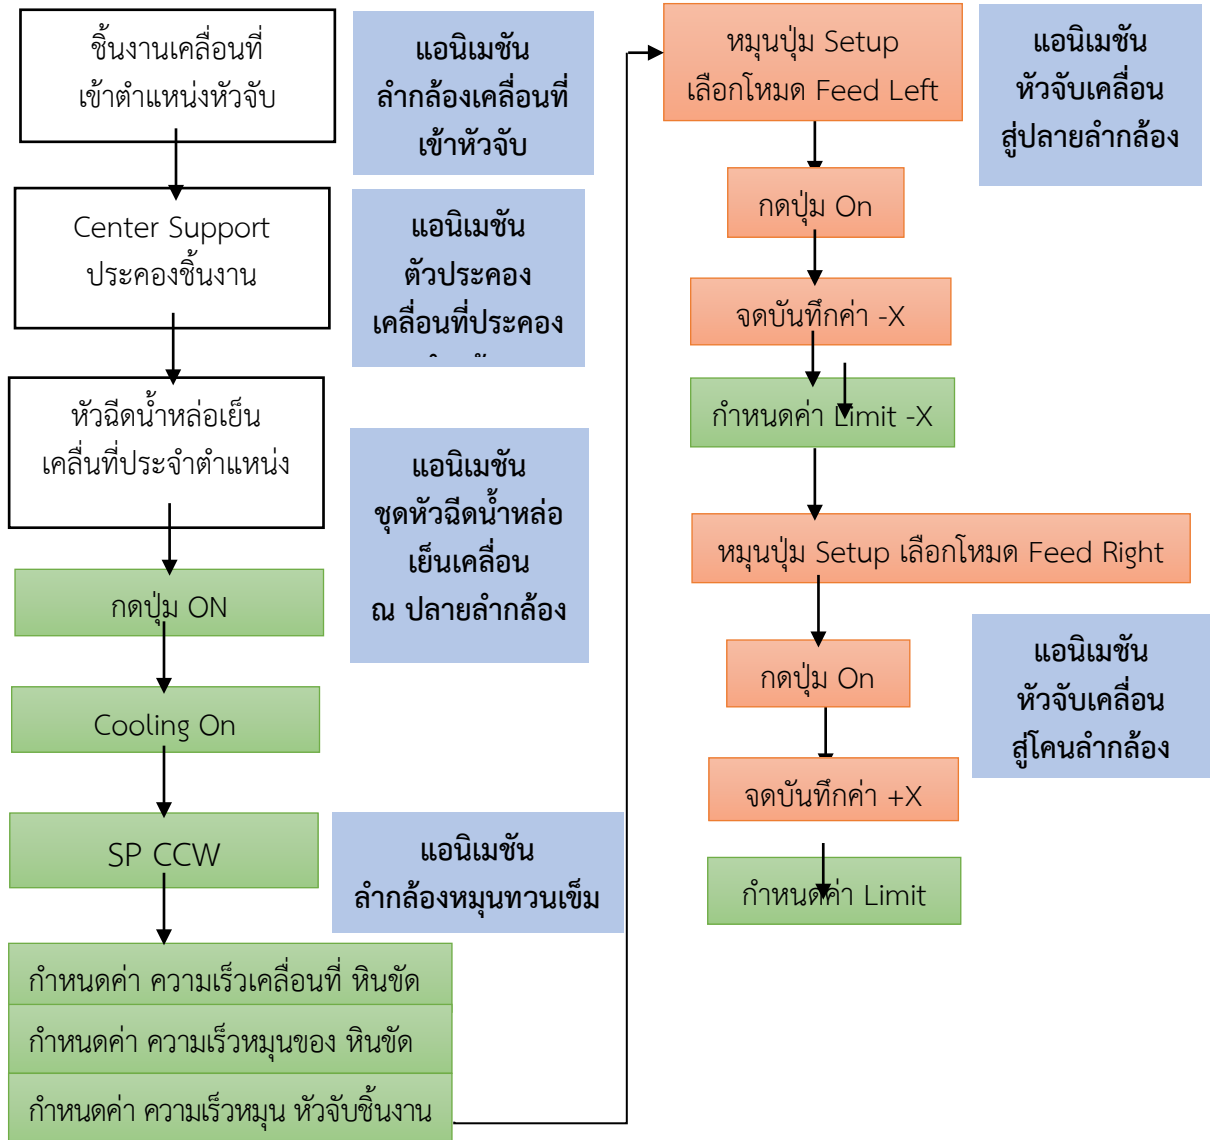 ชิ้นงานเคลื่อนที่
เข้าตำแหน่งหัวจับ
แอนิเมชัน
ลำกล้องเคลื่อนที่
เข้าหัวจับ
Center Support
ประคองชิ้นงาน
แอนิเมชัน
ตัวประคอง
เคลื่อนที่ประคอง
หัวฉีดน้ำหล่อเย็น
เคลื่นที่ประจำตำแหน่ง
แอนิเมชัน
ชุดหัวฉีดน้ำหล่อ
เย็นเคลื่อน
ณ ปลายลำกล้อง
กดปุ่ม ON
Cooling On
SP CCW
แอนิเมชัน
ลำกล้องหมุนทวนเข็ม
กำหนดค่า ความเร็วเคลื่อนที่ หินขัด
กำหนดค่า ความเร็วหมุนของ หินขัด
กำหนดค่า ความเร็วหมุน หัวจับชิ้นงาน
หมุนปุ่ม Setup
เลือกโหมด Feed Left
แอนิเมชัน
หัวจับเคลื่อน
สู่ปลายลำกล้อง
กดปุ่ม On
จดบันทึกค่า -X
กำหนดค่า Limit -X
หมุนปุ่ม Setup เลือกโหมด Feed Right
กดปุ่ม On
แอนิเมชัน
หัวจับเคลื่อน
สู่โคนลำกล้อง
จดบันทึกค่า +X
กำหนดค่า Limit